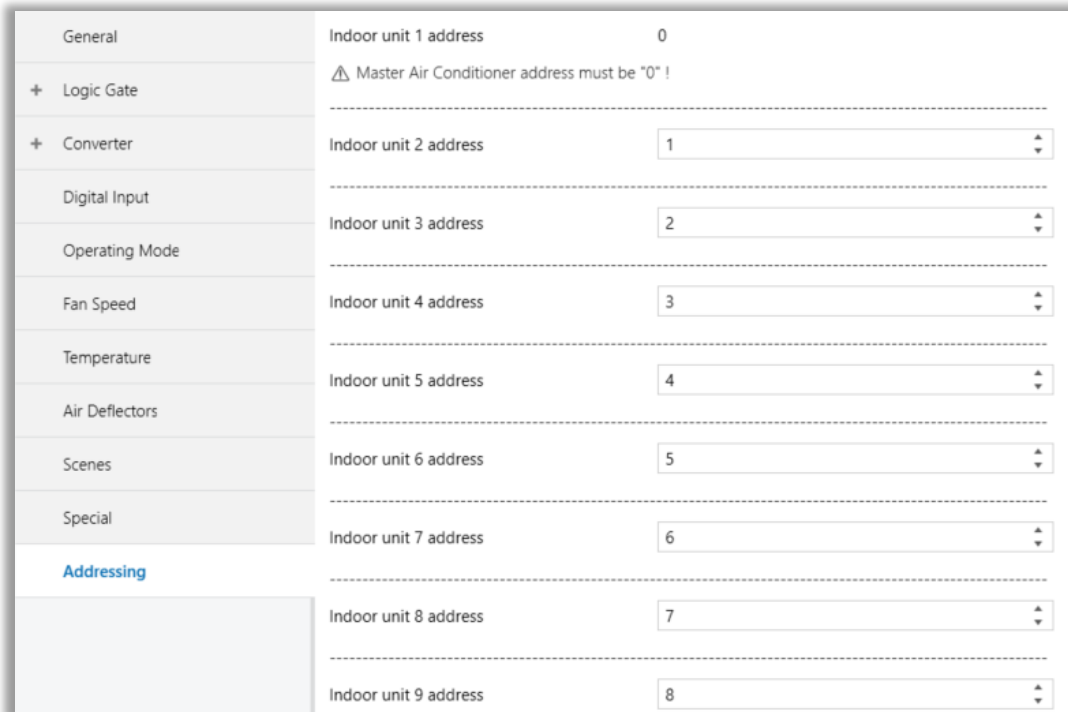 General
+ Logic Gate
+ Converter
Digital Input
Operating Mode
Fan Speed
Temperature
Air Deflectors
Scenes
Special
Addressing
Indoor unit 1 address 0
⚠ Master Air Conditioner address must be "0" !
Indoor unit 2 address 1
Indoor unit 3 address 2
Indoor unit 4 address 3
Indoor unit 5 address 4
Indoor unit 6 address 5
Indoor unit 7 address 6
Indoor unit 8 address 7
Indoor unit 9 address 8